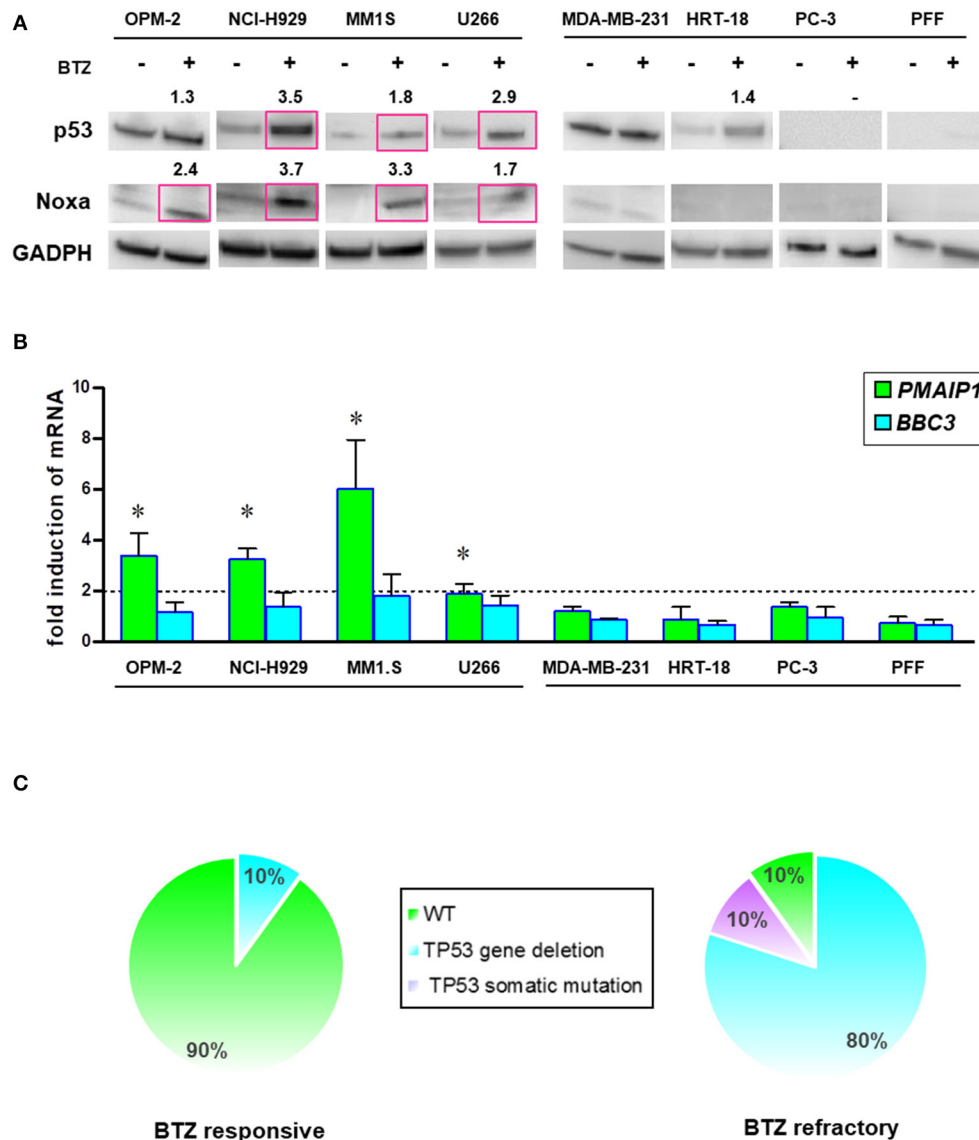 A
OPM-2 NCI-H929 MM1S U266 MDA-MB-231 HRT-18 PC-3 PFF
BTZ - + - + - + - + - + - + - + - +
1.3 3.5 1.8 2.9 1.4 -
p53
2.4 3.7 3.3 1.7
Noxa
GADPH
B
fold induction of mRNA
10
8
6
4
2
0
* * * *
PMAIP1
BBC3
OPM-2 NCI-H929 MM1.S U266 MDA-MB-231 HRT-18 PC-3 PFF
C
10%
90%
BTZ responsive
WT
TP53 gene deletion
TP53 somatic mutation
10%
10%
80%
BTZ refractory